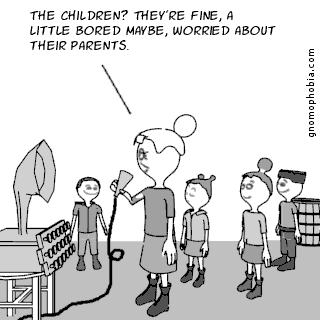 THE CHILDREN? THEY'RE FINE, A
LITTLE BORED MAYBE, WORRIED ABOUT
THEIR PARENTS.
gnomophobia.com